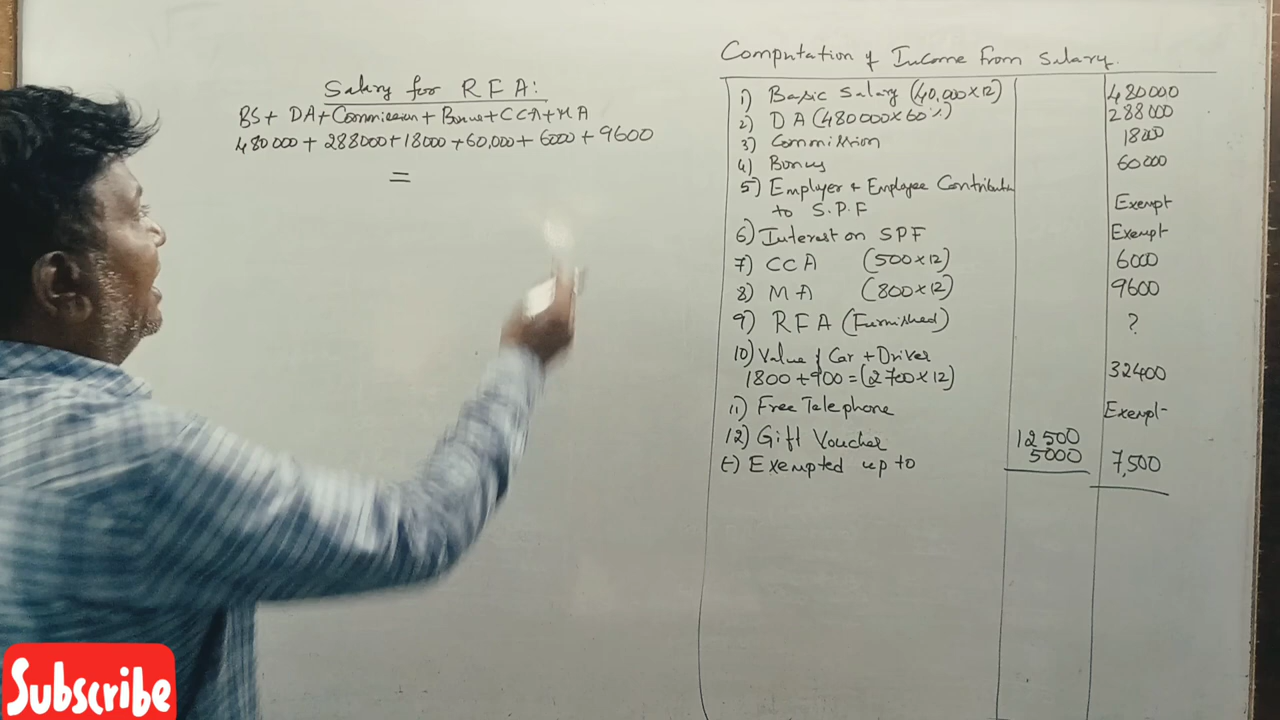 Salary for R F A:
BS + DA + Commission + Bonus + CCA + MA
480000 + 288000 + 18000 + 60,000 + 6000 + 9600
=
Computation of Income From Salary.
1) Basic Salary (40,000 x 12) 480000
2) D A (480000 x 60%) 288000
3) Commission 18000
4) Bonus 60000
5) Employer + Employee Contribution
to S.P.F Exempt
6) Interest on SPF Exempt
7) CCA (500 x 12) 6000
8) MA (800 x 12) 9600
9) RFA (Furnished) ?
10) Value of Car + Driver
1800 + 900 = (2700 x 12) 32400
11) Free Telephone Exempt
12) Gift Voucher 12500
(-) Exempted up to 5000 7,500
Subscribe